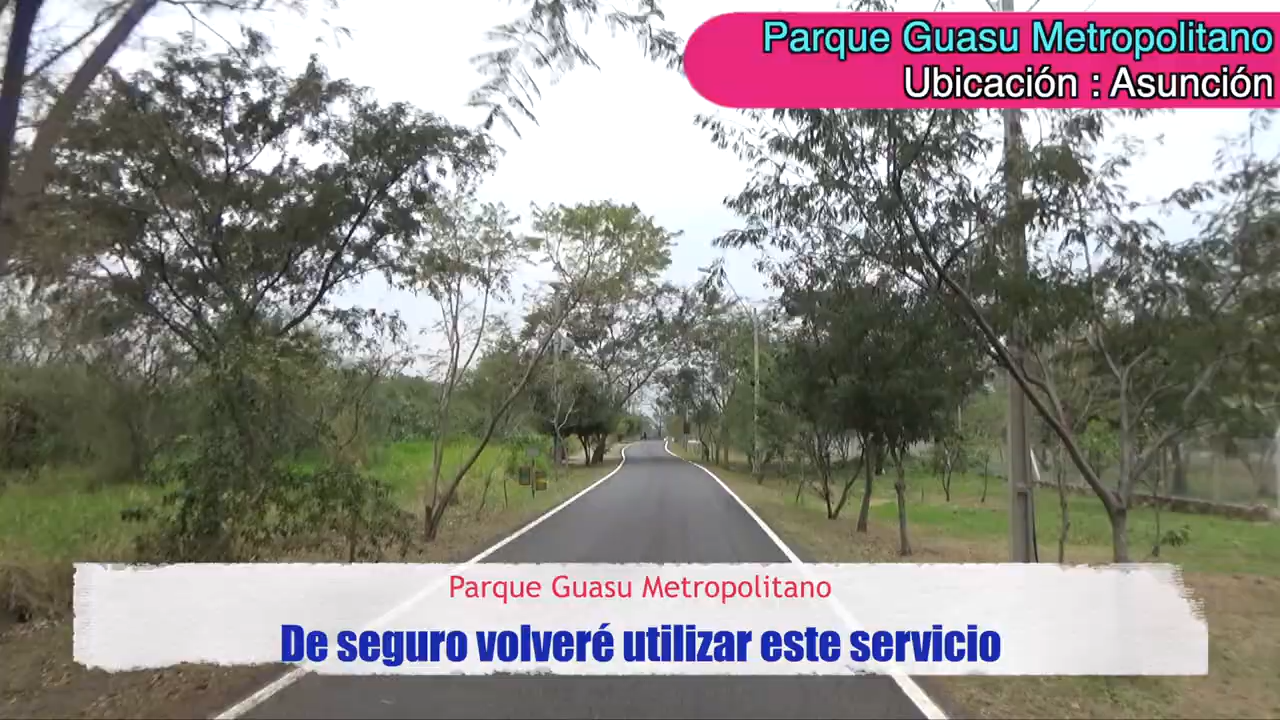 Parque Guasu Metropolitano
Ubicación : Asunción
Parque Guasu Metropolitano
De seguro volveré utilizar este servicio